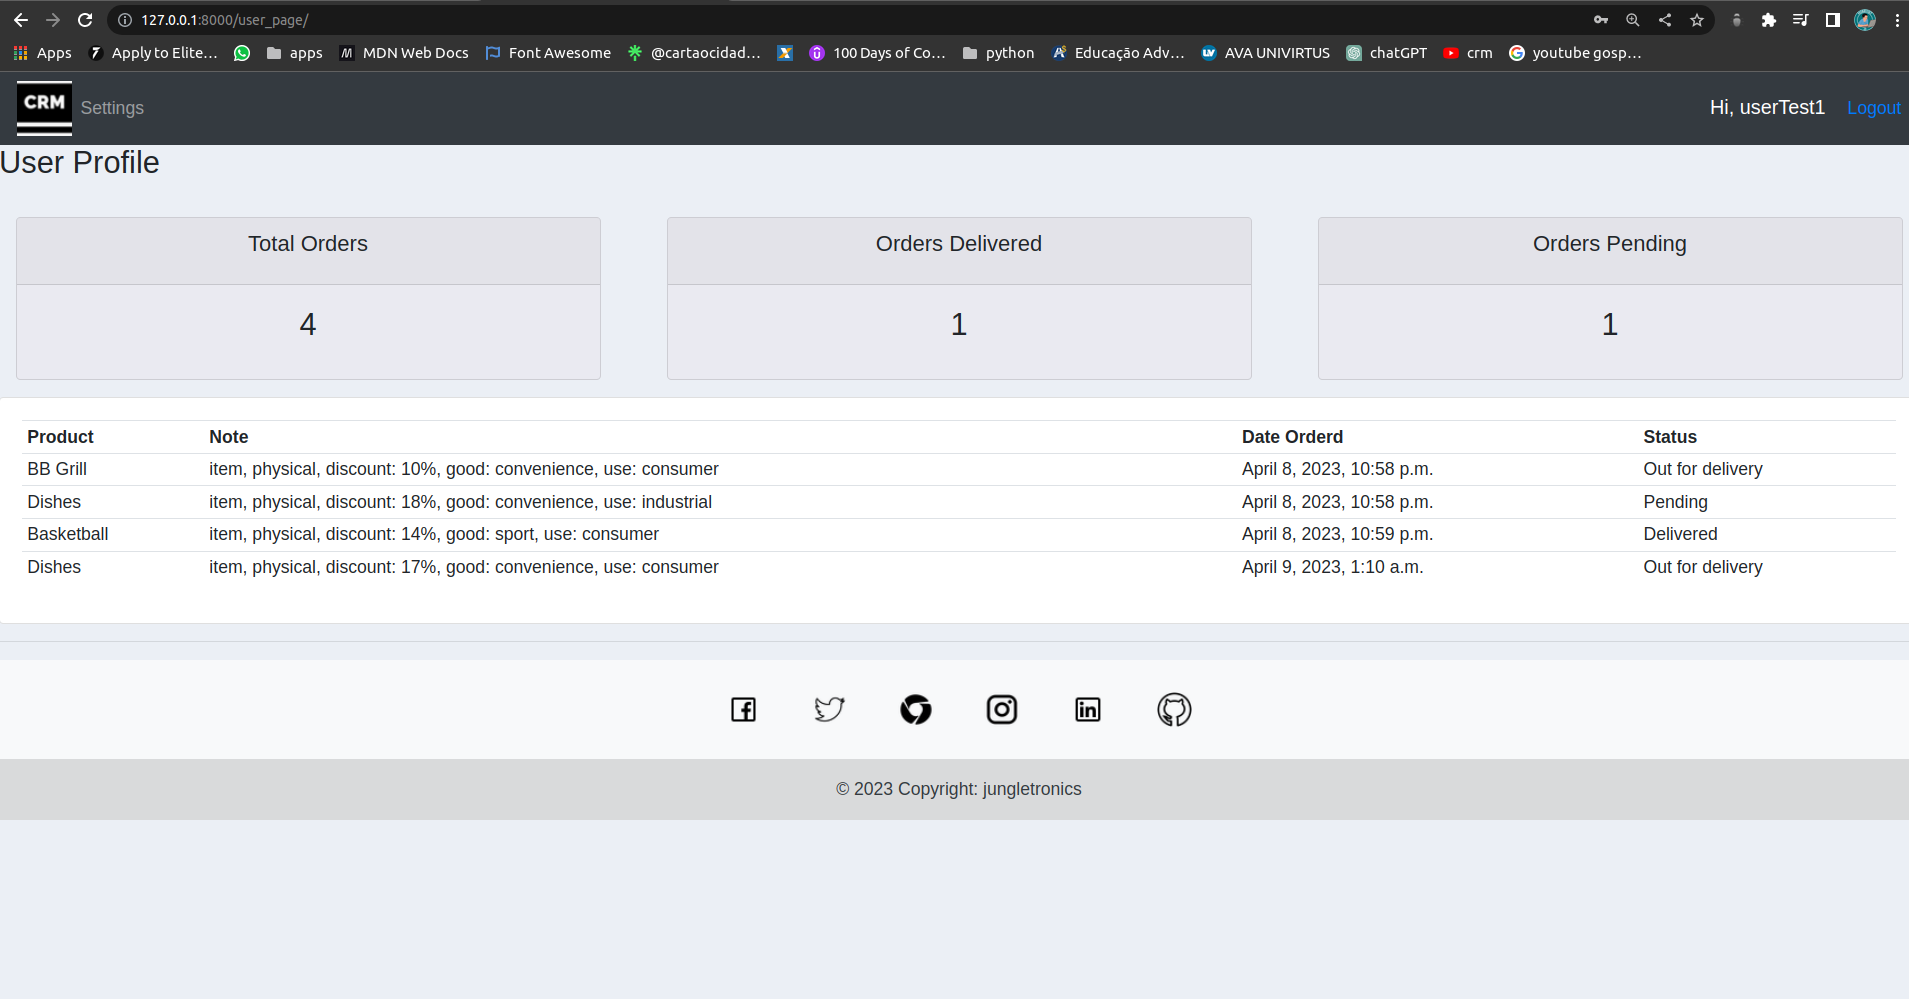 127.0.0.1:8000/user_page/
Apps Apply to Elite... apps MDN Web Docs Font Awesome @cartaocidad... 100 Days of Co... python Educação Adv... AVA UNIVIRTUS chatGPT crm youtube gosp...
CRM Settings Hi, userTest1 Logout
User Profile
Total Orders Orders Delivered Orders Pending
4 1 1
Product Note Date Orderd Status
BB Grill item, physical, discount: 10%, good: convenience, use: consumer April 8, 2023, 10:58 p.m. Out for delivery
Dishes item, physical, discount: 18%, good: convenience, use: industrial April 8, 2023, 10:58 p.m. Pending
Basketball item, physical, discount: 14%, good: sport, use: consumer April 8, 2023, 10:59 p.m. Delivered
Dishes item, physical, discount: 17%, good: convenience, use: consumer April 9, 2023, 1:10 a.m. Out for delivery
© 2023 Copyright: jungletronics